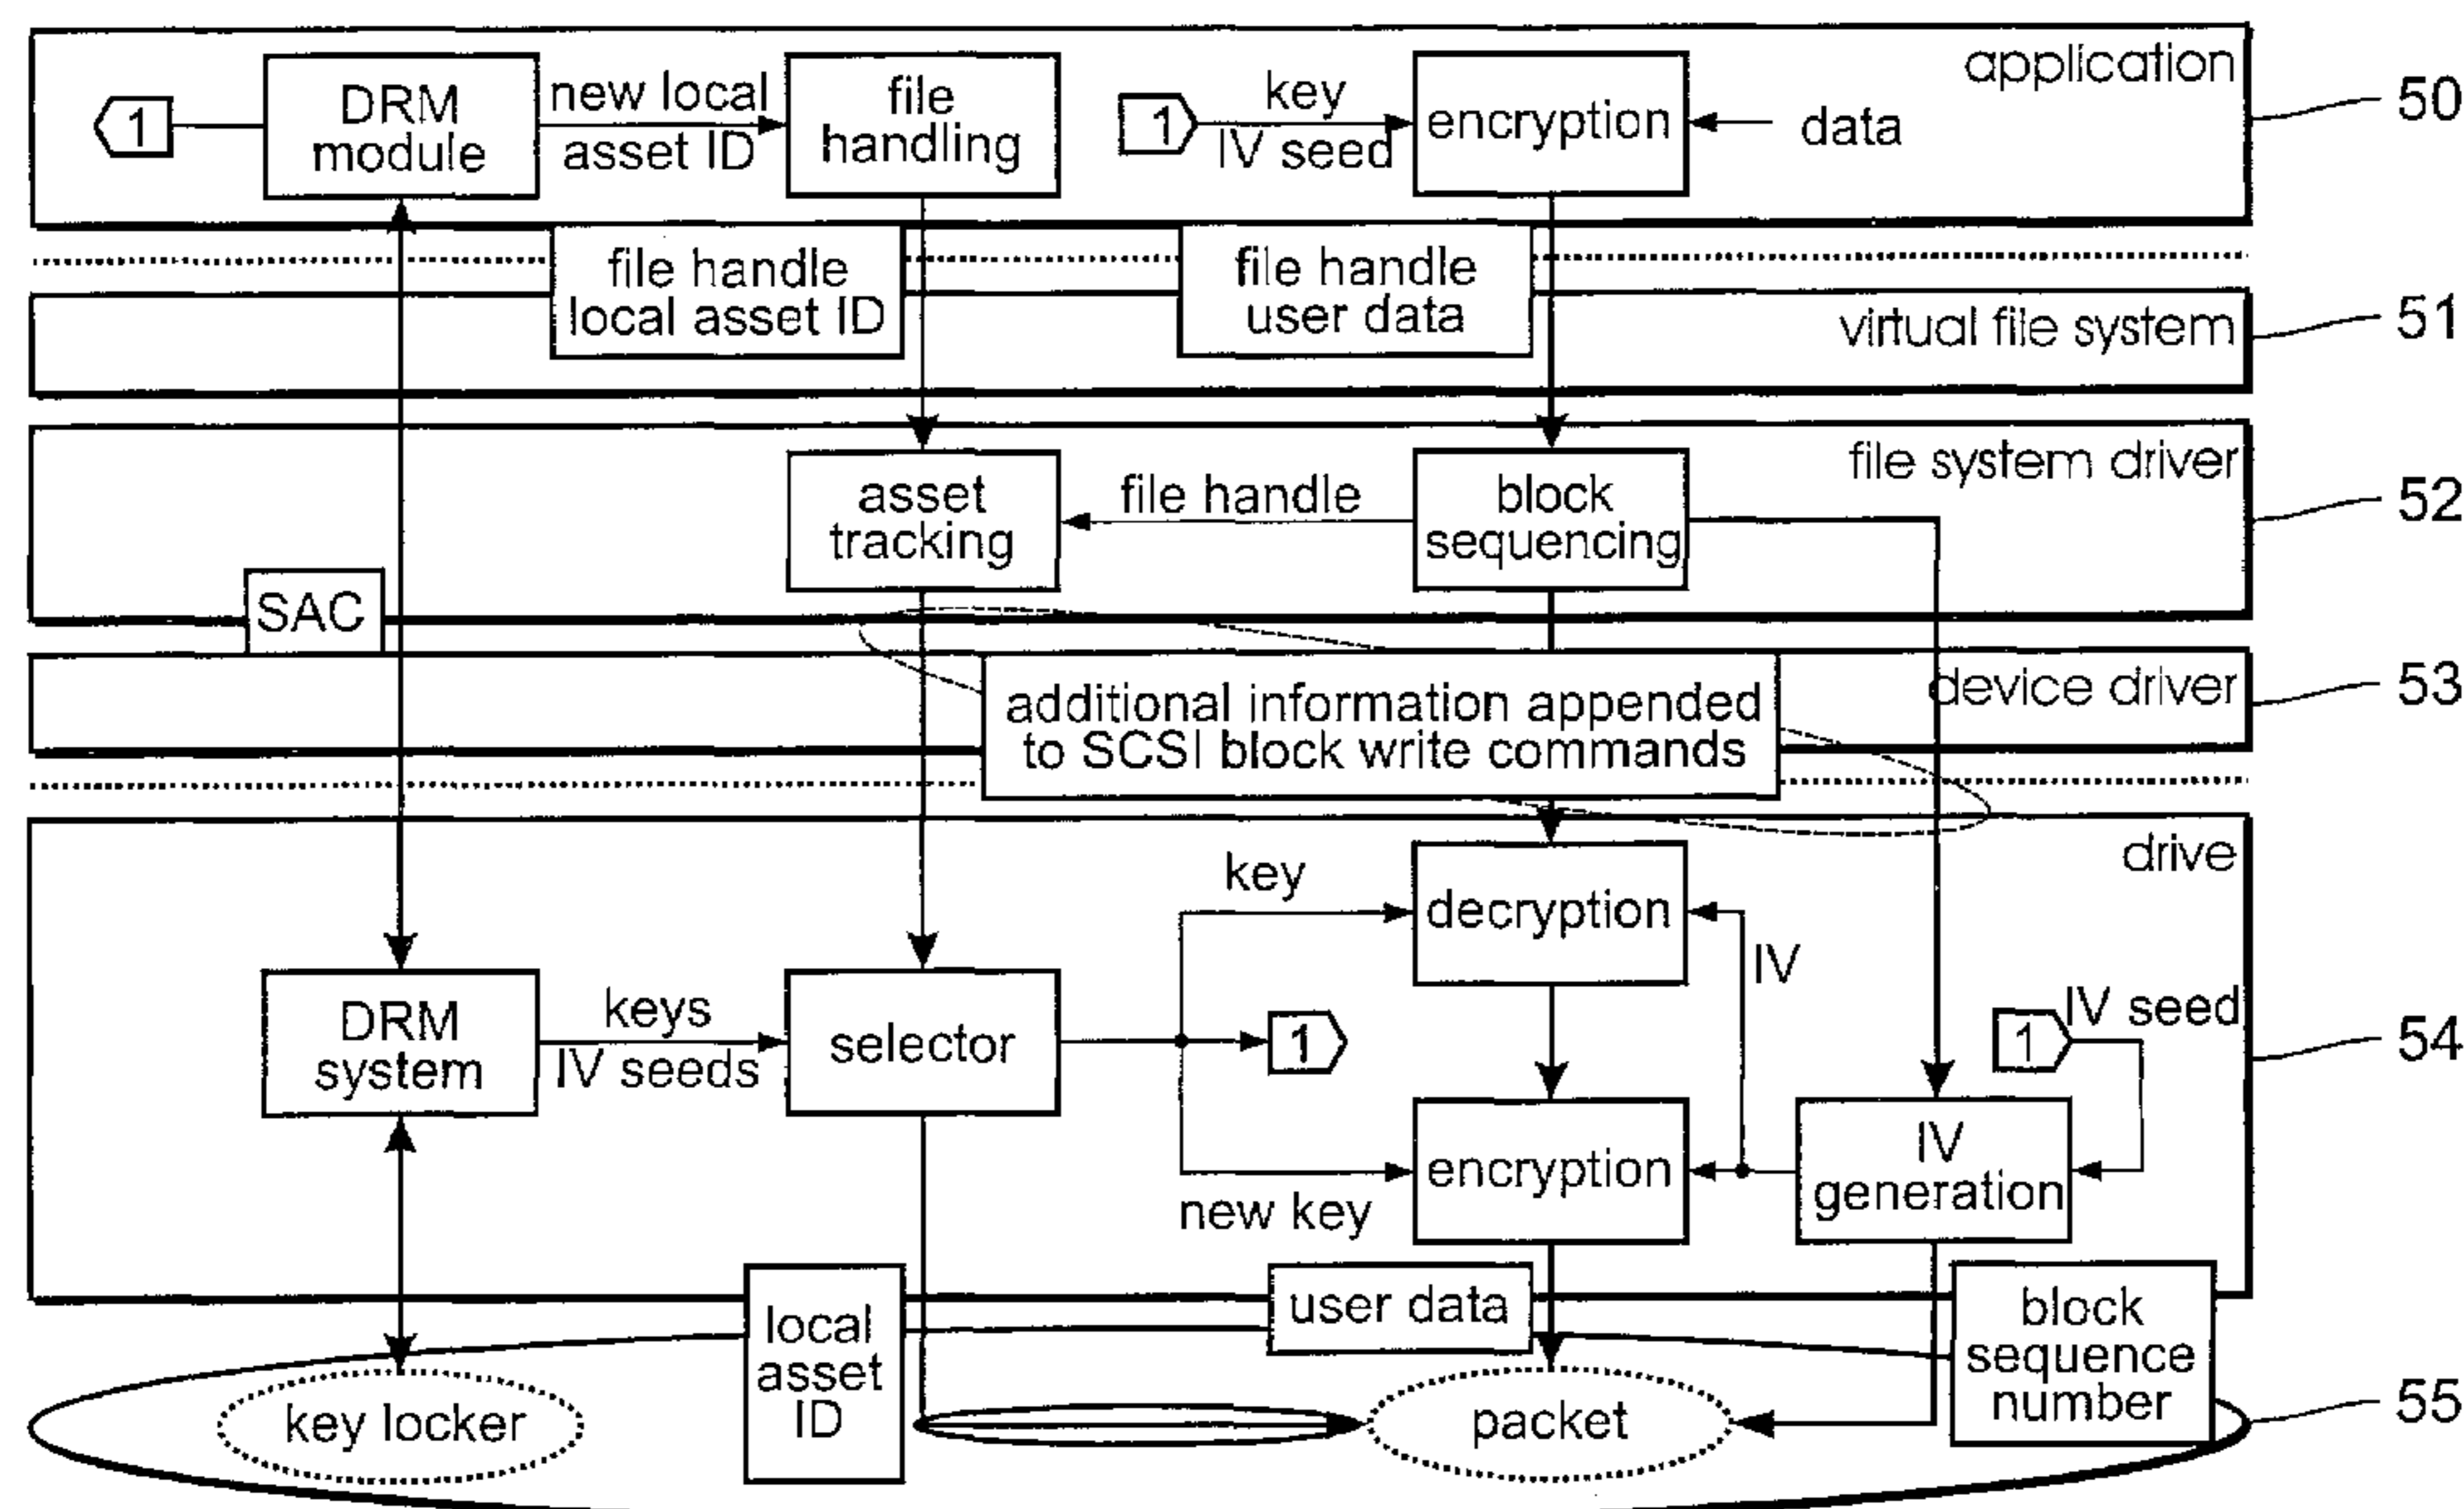 application
50
DRM
module
new local
asset ID
file
handling
key
IV seed
encryption
data
1
1
file handle
local asset ID
file handle
user data
virtual file system
51
file system driver
52
asset
tracking
file handle
block
sequencing
SAC
device driver
53
additional information appended
to SCSI block write commands
drive
54
key
decryption
IV
DRM
system
keys
IV seeds
selector
1
1
IV seed
encryption
new key
IV
generation
local
asset
ID
user data
block
sequence
number
key locker
packet
55